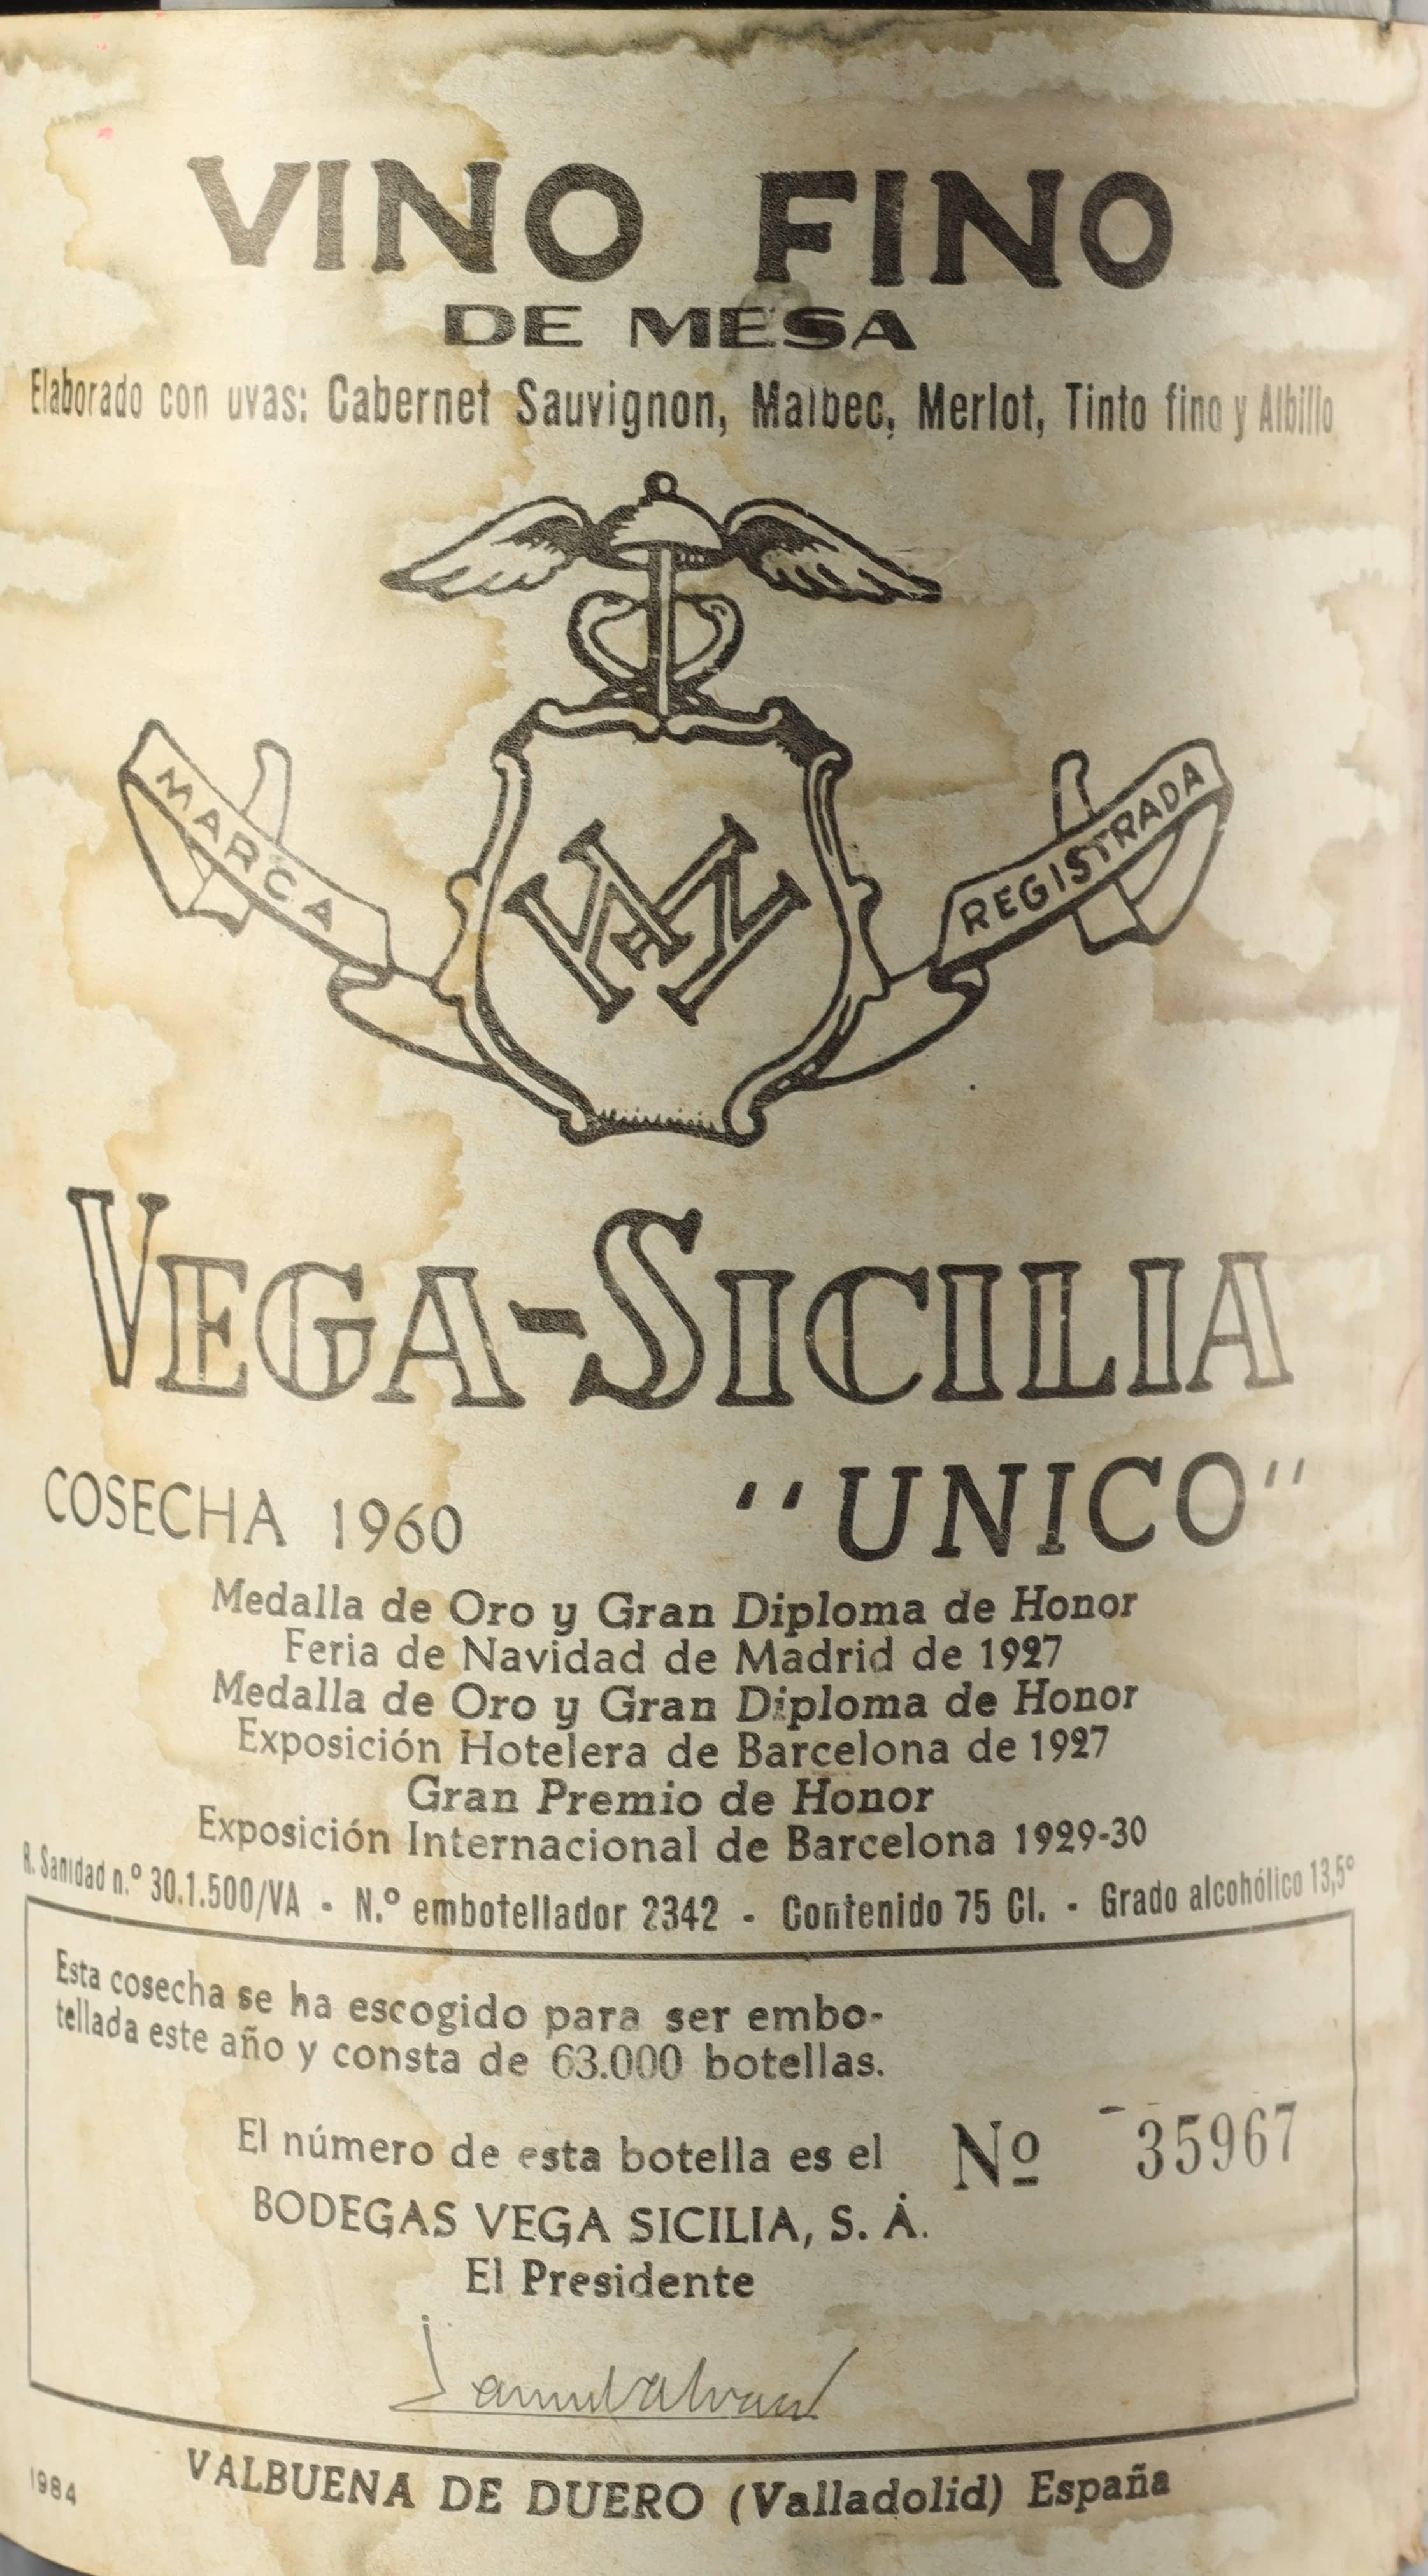 VINO FINO
DE MESA
Elaborado con uvas: Cabernet Sauvignon, Malbec, Merlot, Tinto fino y Albillo
MARCA
REGISTRADA
VEGA-SICILIA
COSECHA 1960
"UNICO"
Medalla de Oro y Gran Diploma de Honor
Feria de Navidad de Madrid de 1927
Medalla de Oro y Gran Diploma de Honor
Exposición Hotelera de Barcelona de 1927
Gran Premio de Honor
Exposición Internacional de Barcelona 1929-30
R. Sanidad n.º 30.1.500/VA - N.º embotellador 2342 - Contenido 75 Cl. - Grado alcohólico 13,5º
Esta cosecha se ha escogido para ser embo-
tellada este año y consta de 63.000 botellas.
El número de esta botella es el Nº 35967
BODEGAS VEGA SICILIA, S. A.
El Presidente
VALBUENA DE DUERO (Valladolid) España
1984